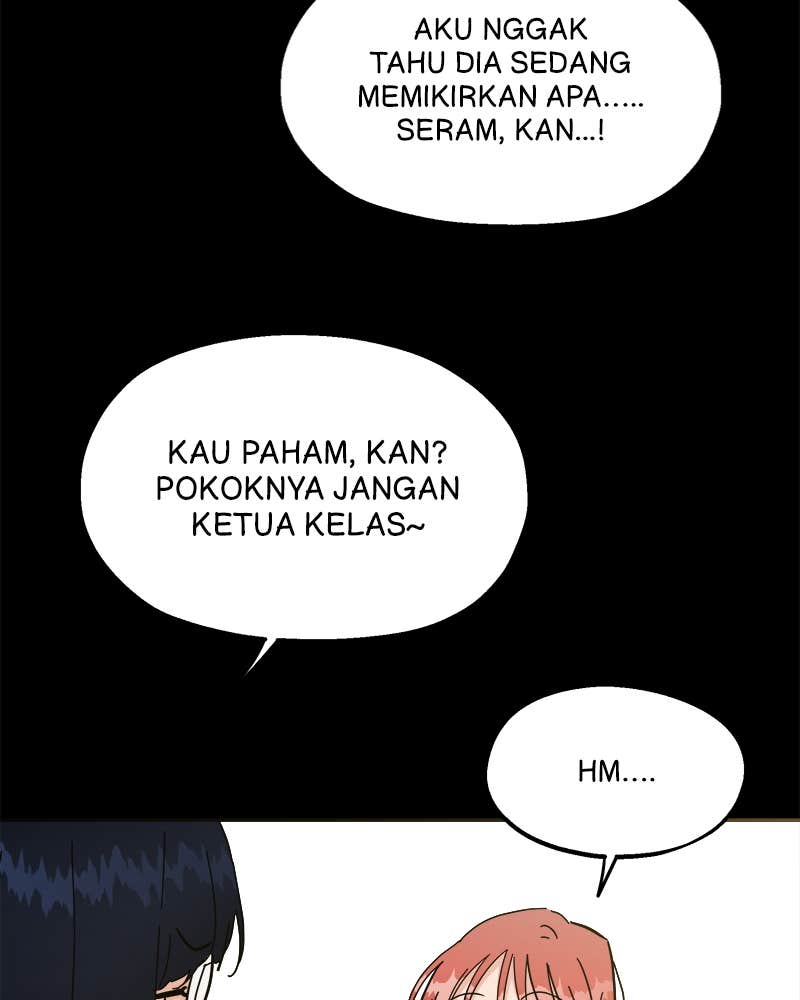 AKU NGGAK
TAHU DIA SEDANG
MEMIKIRKAN APA.....
SERAM, KAN...!
KAU PAHAM, KAN?
POKOKNYA JANGAN
KETUA KELAS~
HM....